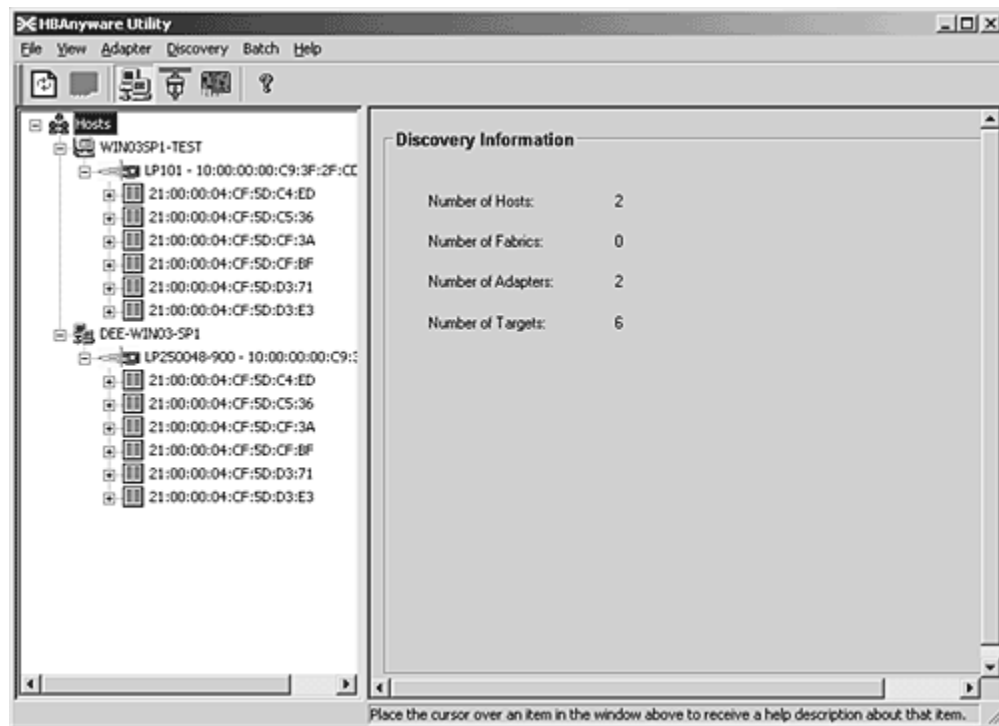 HBAnyware Utility
File View Adapter Discovery Batch Help
Hosts
WIN03SP1-TEST
LP101 - 10:00:00:00:C9:3F:2F:CD
21:00:00:04:CF:5D:C4:ED
21:00:00:04:CF:5D:C5:36
21:00:00:04:CF:5D:CF:3A
21:00:00:04:CF:5D:CF:BF
21:00:00:04:CF:5D:D3:71
21:00:00:04:CF:5D:D3:E3
DEE-WIN03-SP1
LP250048-900 - 10:00:00:00:C9:3
21:00:00:04:CF:5D:C4:ED
21:00:00:04:CF:5D:C5:36
21:00:00:04:CF:5D:CF:3A
21:00:00:04:CF:5D:CF:BF
21:00:00:04:CF:5D:D3:71
21:00:00:04:CF:5D:D3:E3
Discovery Information
Number of Hosts: 2
Number of Fabrics: 0
Number of Adapters: 2
Number of Targets: 6
Place the cursor over an item in the window above to receive a help description about that item.